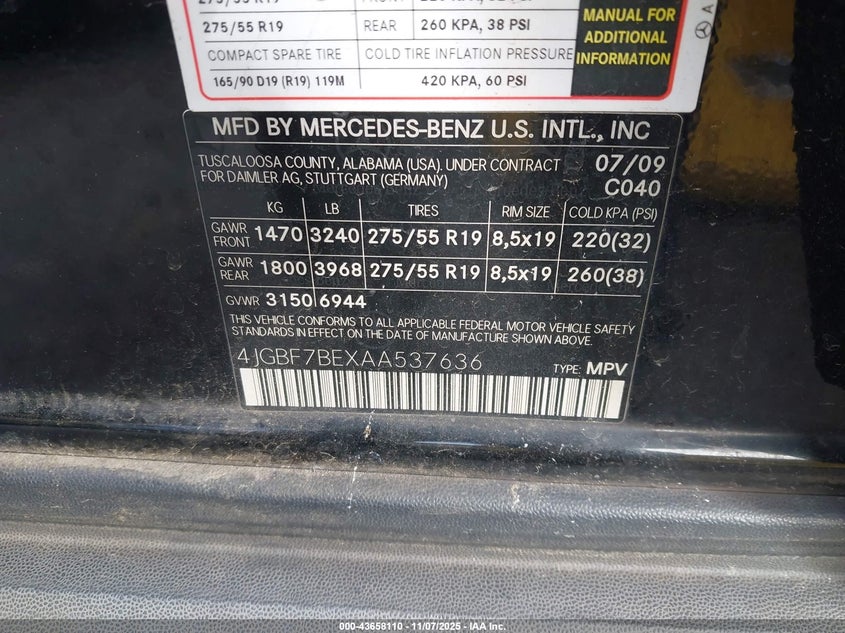 275/55 R19
275/55 R19 REAR 260 KPA, 38 PSI
COMPACT SPARE TIRE COLD TIRE INFLATION PRESSURE
165/90 D19 (R19) 119M 420 KPA, 60 PSI
MANUAL FOR
ADDITIONAL
INFORMATION
A
MFD BY MERCEDES-BENZ U.S. INTL., INC
TUSCALOOSA COUNTY, ALABAMA (USA). UNDER CONTRACT 07/09
FOR DAIMLER AG, STUTTGART (GERMANY) C040
KG LB TIRES RIM SIZE COLD KPA (PSI)
GAWR FRONT 1470 3240 275/55 R19 8,5x19 220(32)
GAWR REAR 1800 3968 275/55 R19 8,5x19 260(38)
GVWR 3150 6944
THIS VEHICLE CONFORMS TO ALL APPLICABLE FEDERAL MOTOR VEHICLE SAFETY
STANDARDS IN EFFECT ON THE DATE OF MANUFACTURE SHOWN ABOVE.
4JGBF7BEXAA537636 TYPE: MPV
000-43658110 - 11/07/2025 - © IAA Inc.